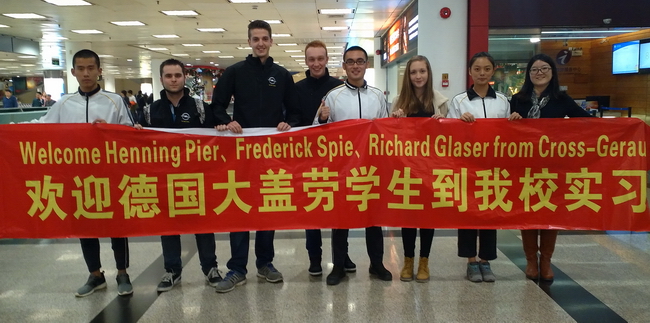 Welcome Henning Pier、Frederick Spie、Richard Glaser from Cross-Gerau
欢迎德国大盖劳学生到我校实习